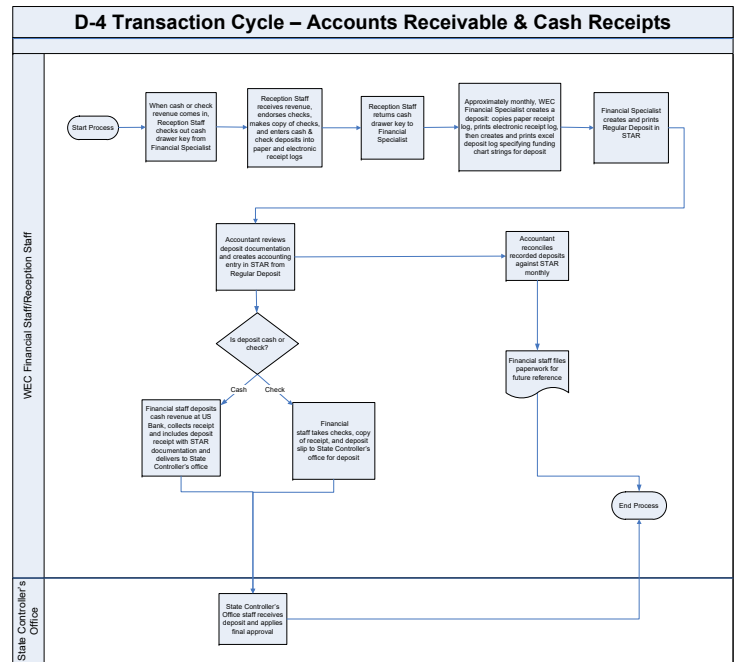 D-4 Transaction Cycle – Accounts Receivable & Cash Receipts
WEC Financial Staff/Reception Staff
Start Process
When cash or check
revenue comes in,
Reception Staff
checks out cash
drawer key from
Financial Specialist
Reception Staff
receives revenue,
endorses checks,
makes copy of checks,
and enters cash &
check deposits into
paper and electronic
receipt logs
Reception Staff
returns cash
drawer key to
Financial
Specialist
Approximately monthly, WEC
Financial Specialist creates a
deposit: copies paper receipt
log, prints electronic receipt log,
then creates and prints excel
deposit log specifying funding
chart strings for deposit
Financial Specialist
creates and prints
Regular Deposit in
STAR
Accountant reviews
deposit documentation
and creates accounting
entry in STAR from
Regular Deposit
Accountant
reconciles
recorded deposits
against STAR
monthly
Is deposit cash or
check?
Financial staff files
paperwork for
future reference
Cash
Check
Financial staff deposits
cash revenue at US
Bank, collects receipt
and includes deposit
receipt with STAR
documentation and
delivers to State
Controller's office
Financial
staff takes checks, copy
of receipt, and deposit
slip to State Controller's
office for deposit
End Process
State Controller's
Office
State Controller's
Office staff receives
deposit and applies
final approval